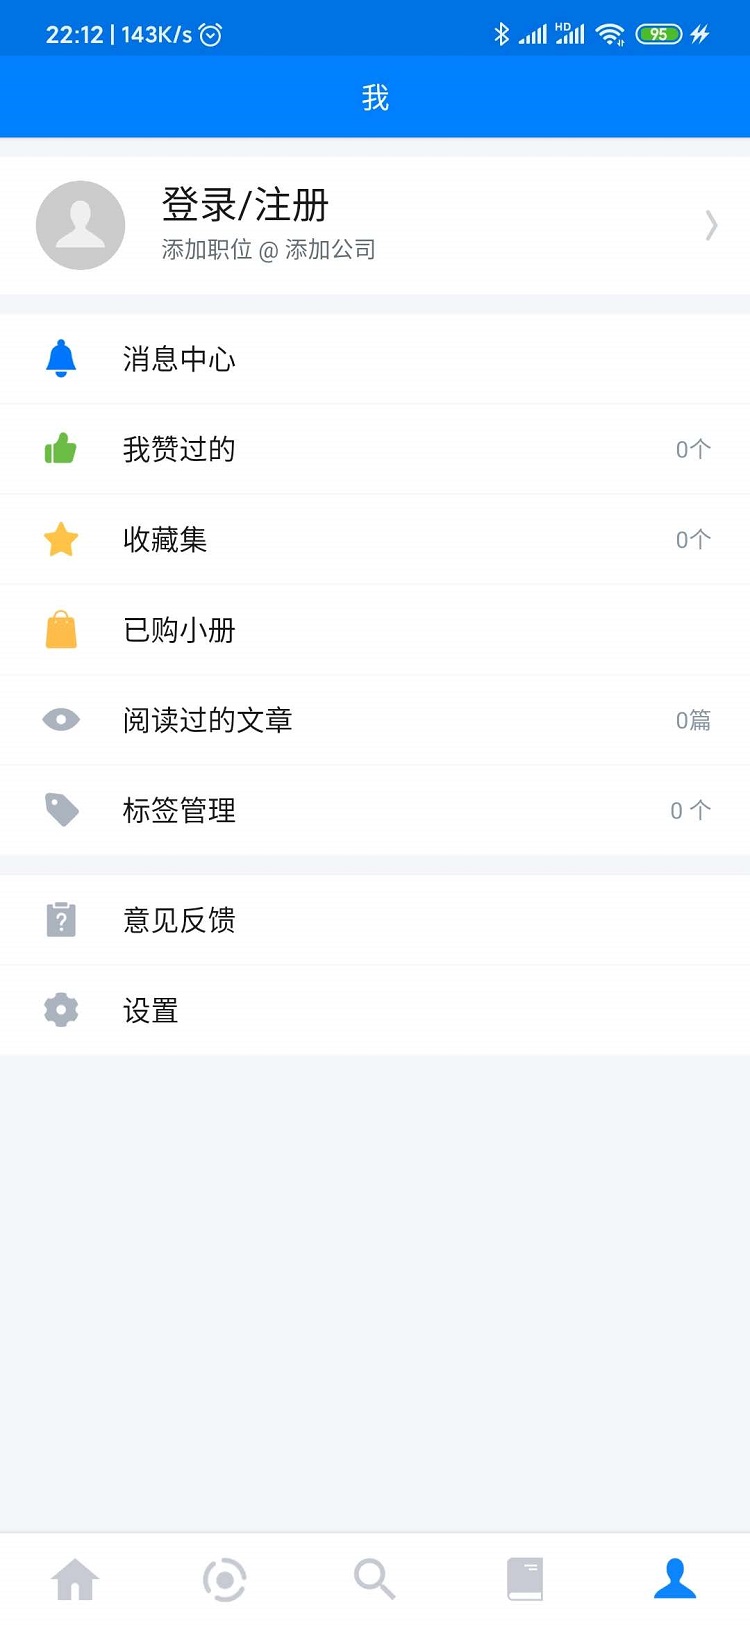 22:12 | 143K/s HD 95
我
登录/注册
添加职位 @ 添加公司
消息中心
我赞过的 0个
收藏集 0个
已购小册
阅读过的文章 0篇
标签管理 0 个
意见反馈
设置